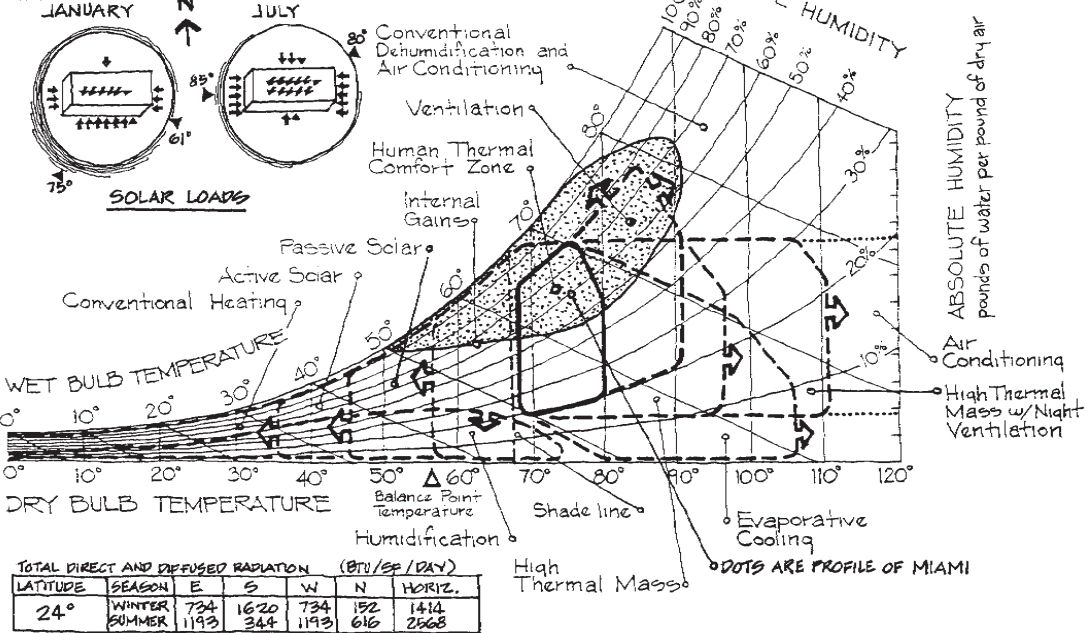 JANUARY
N
JULY
80°
85°
61°
75°
SOLAR LOADS
HUMIDITY
100
90%
80%
70%
60%
50%
40%
30%
20%
10%
Conventional
Dehumidification and
Air Conditioning
Ventilation
Human Thermal
Comfort Zone
Internal
Gains
Passive Solar
Active Solar
Conventional Heating
WET BULB TEMPERATURE
0°
10°
20°
30°
40°
50°
60°
70°
80°
ABSOLUTE HUMIDITY
pounds of water per pound of dry air
Air
Conditioning
High Thermal
Mass w/Night
Ventilation
0°
10°
20°
30°
40°
50°
60°
70°
80°
90°
100°
110°
120°
DRY BULB TEMPERATURE
Balance Point
Temperature
Shade line
Humidification
Evaporative
Cooling
High
Thermal Mass
DOTS ARE PROFILE OF MIAMI
TOTAL DIRECT AND DIFFUSED RADIATION (BTU/SF/DAY)
LATITUDE SEASON E S W N HORIZ.
24° WINTER 734 1620 734 152 1414
SUMMER 1193 344 1193 616 2568